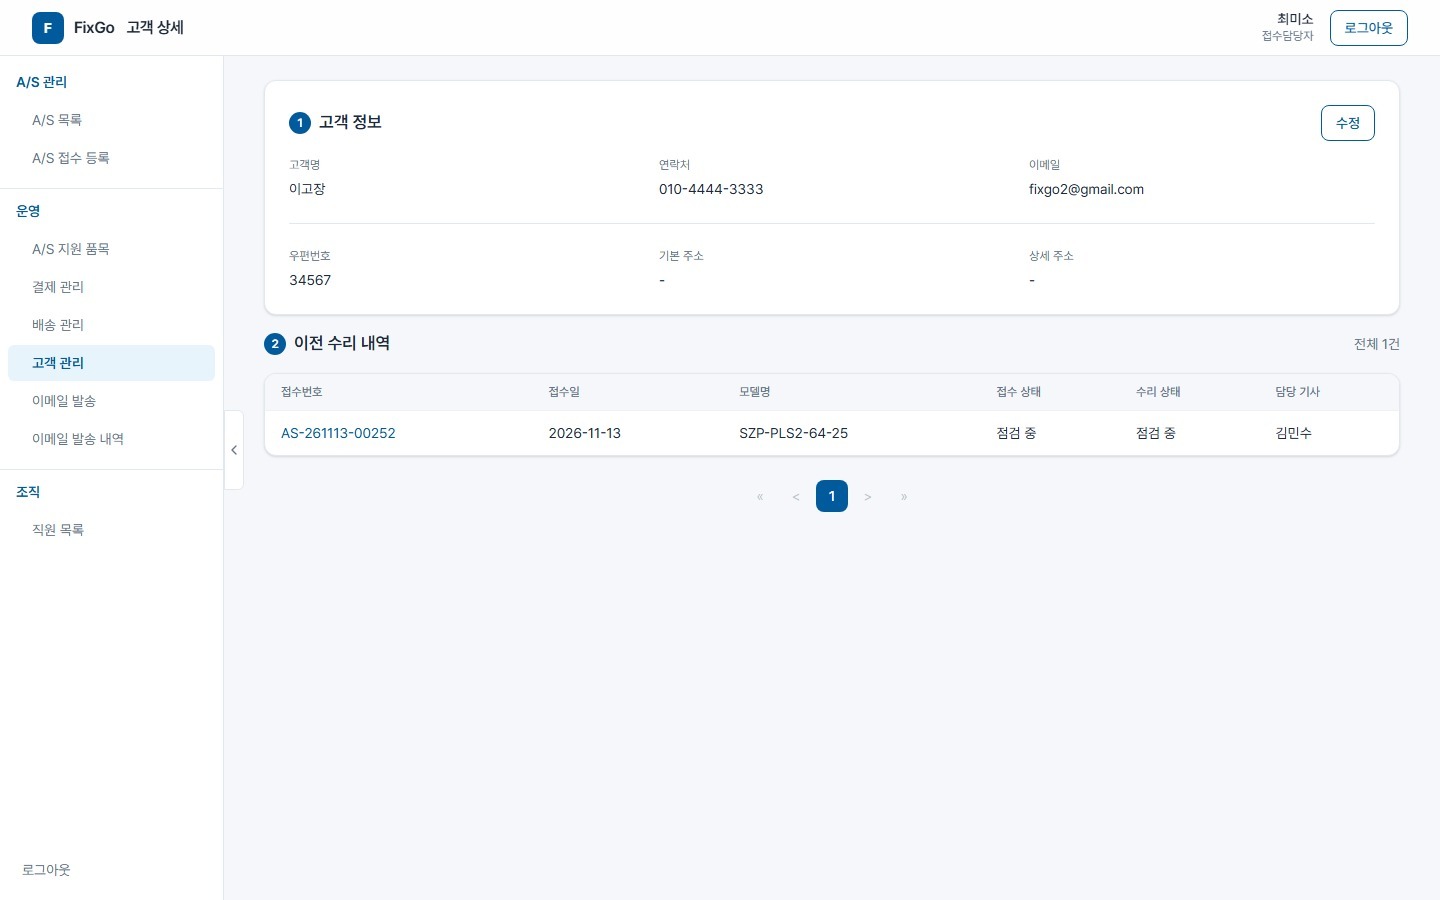 F FixGo 고객 상세
최미소
접수담당자
로그아웃
A/S 관리
A/S 목록
A/S 접수 등록
운영
A/S 지원 품목
결제 관리
배송 관리
고객 관리
이메일 발송
이메일 발송 내역
조직
직원 목록
로그아웃
1 고객 정보
수정
고객명 연락처 이메일
이고장 010-4444-3333 fixgo2@gmail.com
우편번호 기본 주소 상세 주소
34567 - -
2 이전 수리 내역
전체 1건
접수번호 접수일 모델명 접수 상태 수리 상태 담당 기사
AS-261113-00252 2026-11-13 SZP-PLS2-64-25 점검 중 점검 중 김민수
« < 1 > »